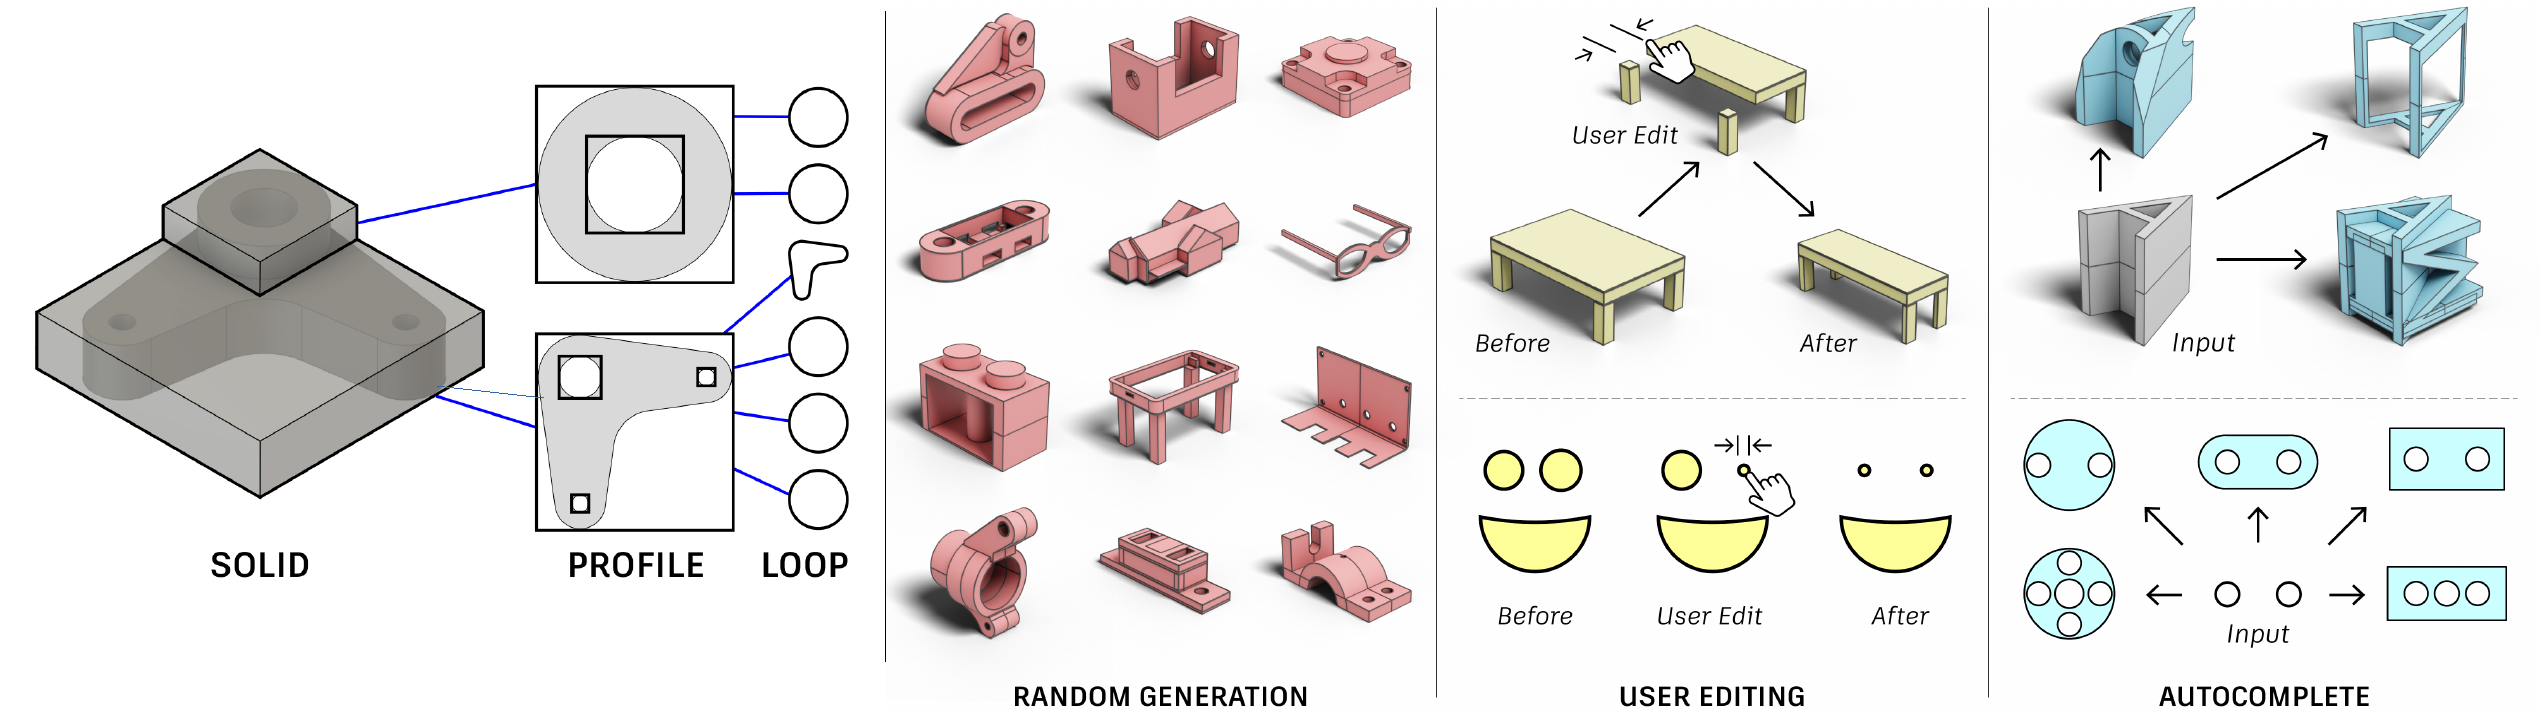 SOLID
PROFILE
LOOP
RANDOM GENERATION
User Edit
Before
After
Before
User Edit
After
USER EDITING
Input
Input
AUTOCOMPLETE